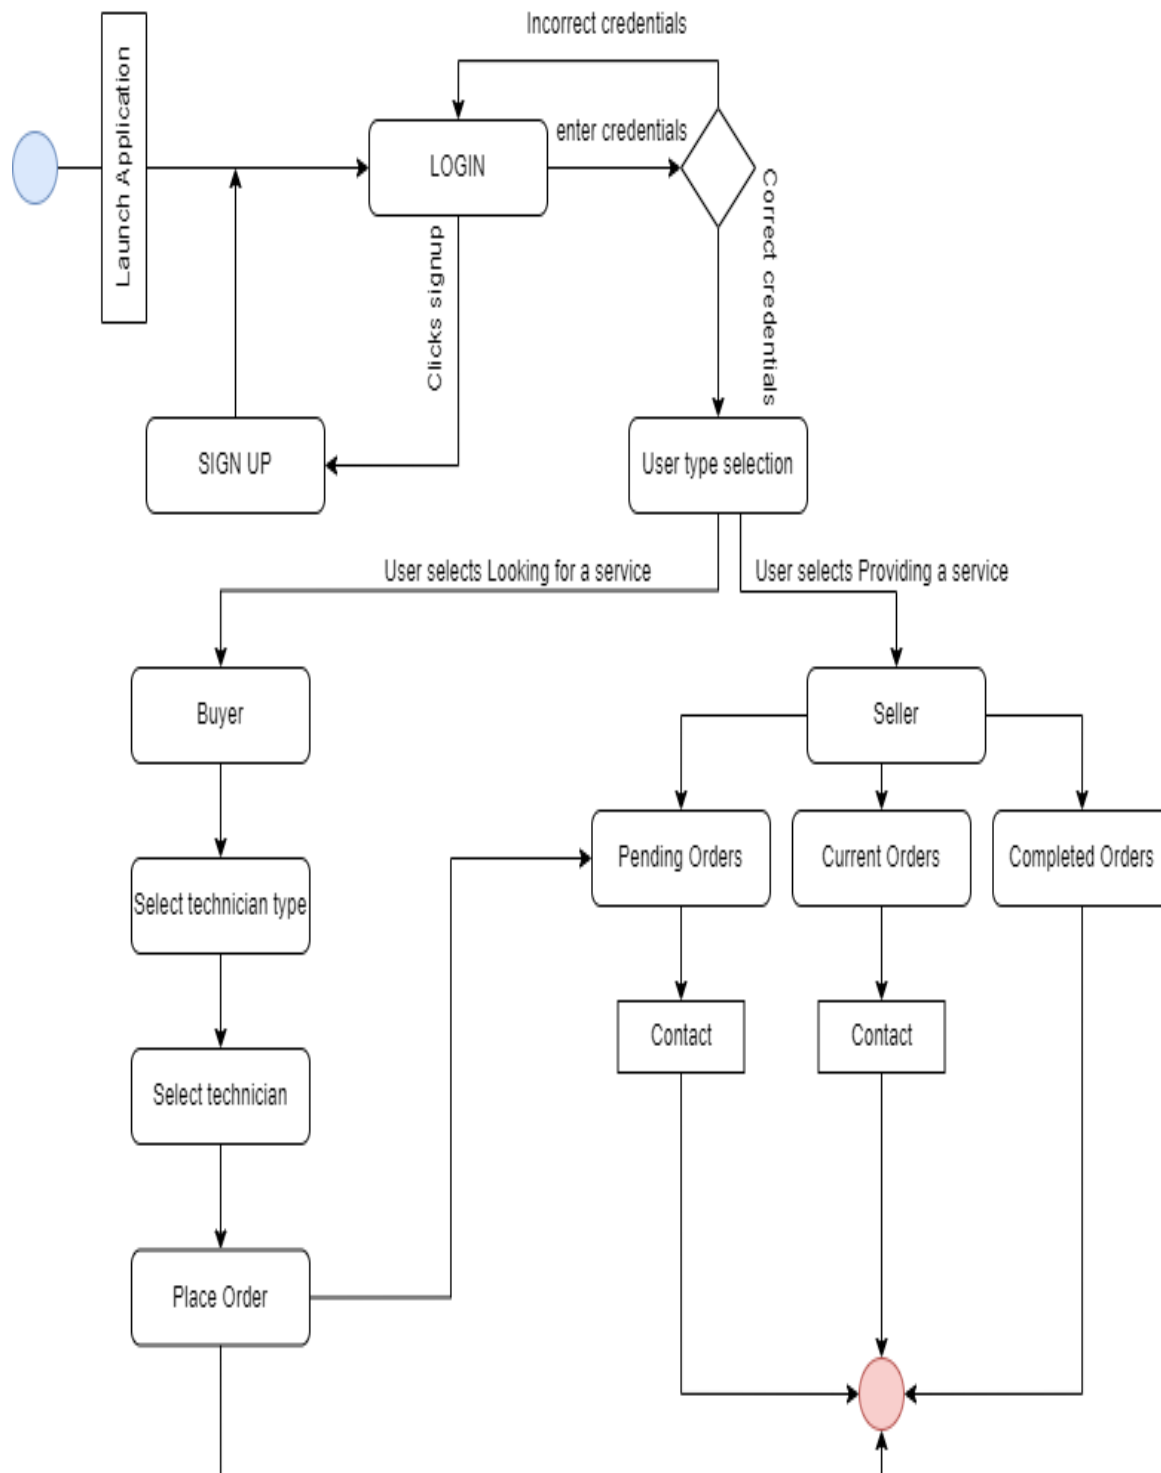 Incorrect credentials
Launch Application
LOGIN
enter credentials
Correct credentials
Clicks signup
SIGN UP
User type selection
User selects Looking for a service
User selects Providing a service
Buyer
Seller
Pending Orders
Current Orders
Completed Orders
Select technician type
Contact
Contact
Select technician
Place Order